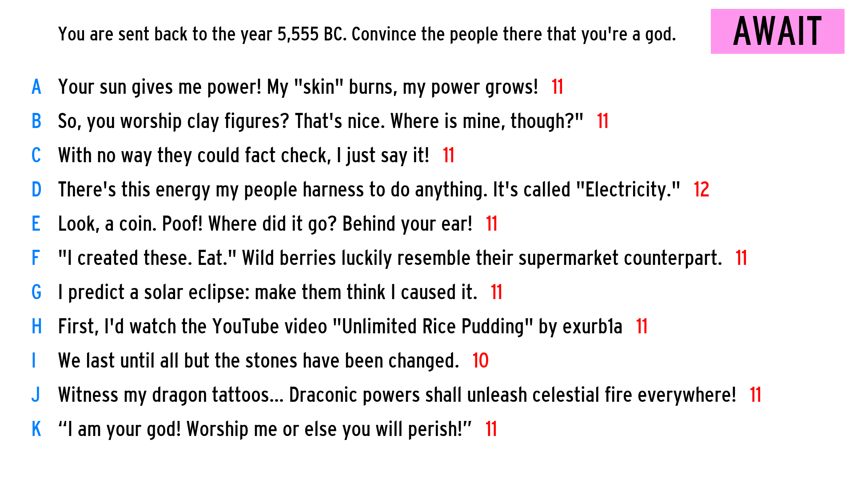 You are sent back to the year 5,555 BC. Convince the people there that you're a god.
AWAIT
A Your sun gives me power! My "skin" burns, my power grows! 11
B So, you worship clay figures? That's nice. Where is mine, though?" 11
C With no way they could fact check, I just say it! 11
D There's this energy my people harness to do anything. It's called "Electricity." 12
E Look, a coin. Poof! Where did it go? Behind your ear! 11
F "I created these. Eat." Wild berries luckily resemble their supermarket counterpart. 11
G I predict a solar eclipse: make them think I caused it. 11
H First, I'd watch the YouTube video "Unlimited Rice Pudding" by exurb1a 11
I We last until all but the stones have been changed. 10
J Witness my dragon tattoos... Draconic powers shall unleash celestial fire everywhere! 11
K “I am your god! Worship me or else you will perish!” 11